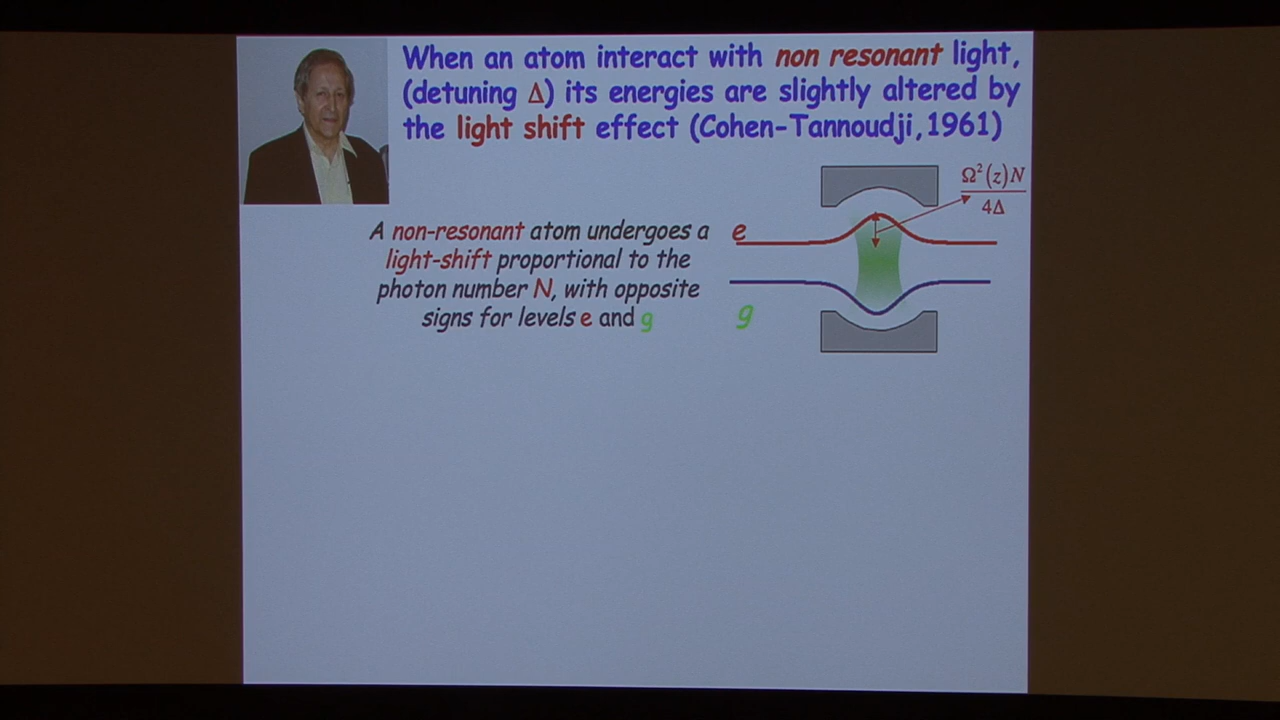 When an atom interact with non resonant light,
(detuning Δ) its energies are slightly altered by
the light shift effect (Cohen-Tannoudji,1961)
Ω²(z)N
4Δ
A non-resonant atom undergoes a
light-shift proportional to the
photon number N, with opposite
signs for levels e and g
e
g